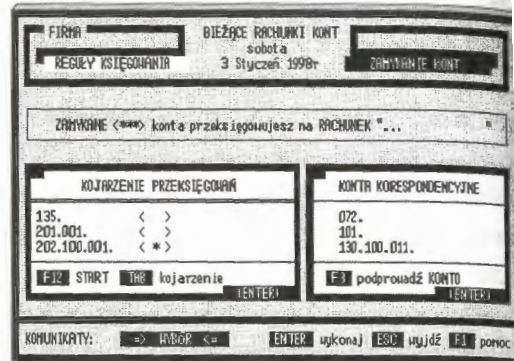 FIRMA
BIEŻĄCE RACHUNKI KONT
sobota
REGUŁY KSIĘGOWANIA
3 Styczeń 1998r
ZAMYKANIE KONT
ZAMYKANE <***> konta przeksięgowujesz na RACHUNEK "... "
KOJARZENIE PRZEKSIĘGOWAŃ
135. < >
201.001. < >
202.100.001. < * >
F12 START TAB kojarzenie
[ENTER]
KONTA KORESPONDENCYJNE
072.
101.
130.100.011.
F3 podprowadź KONTO
[ENTER]
KOMUNIKATY: => WYBÓR <= ENTER wykonaj ESC wyjdź F1 pomoc